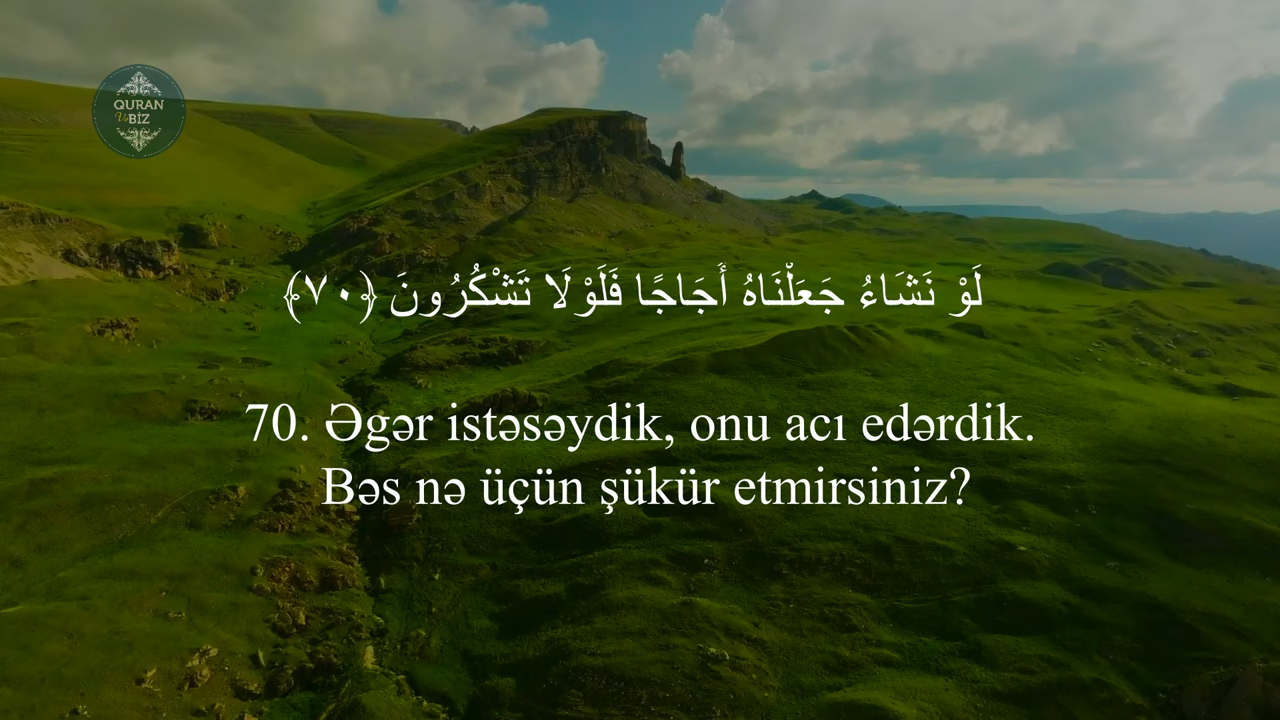 QURAN
Və BİZ
لَوْ نَشَاءُ جَعَلْنَاهُ أُجَاجًا فَلَوْلَا تَشْكُرُونَ ﴿٧٠﴾
70. Əgər istəsəydik, onu acı edərdik.
Bəs nə üçün şükür etmirsiniz?